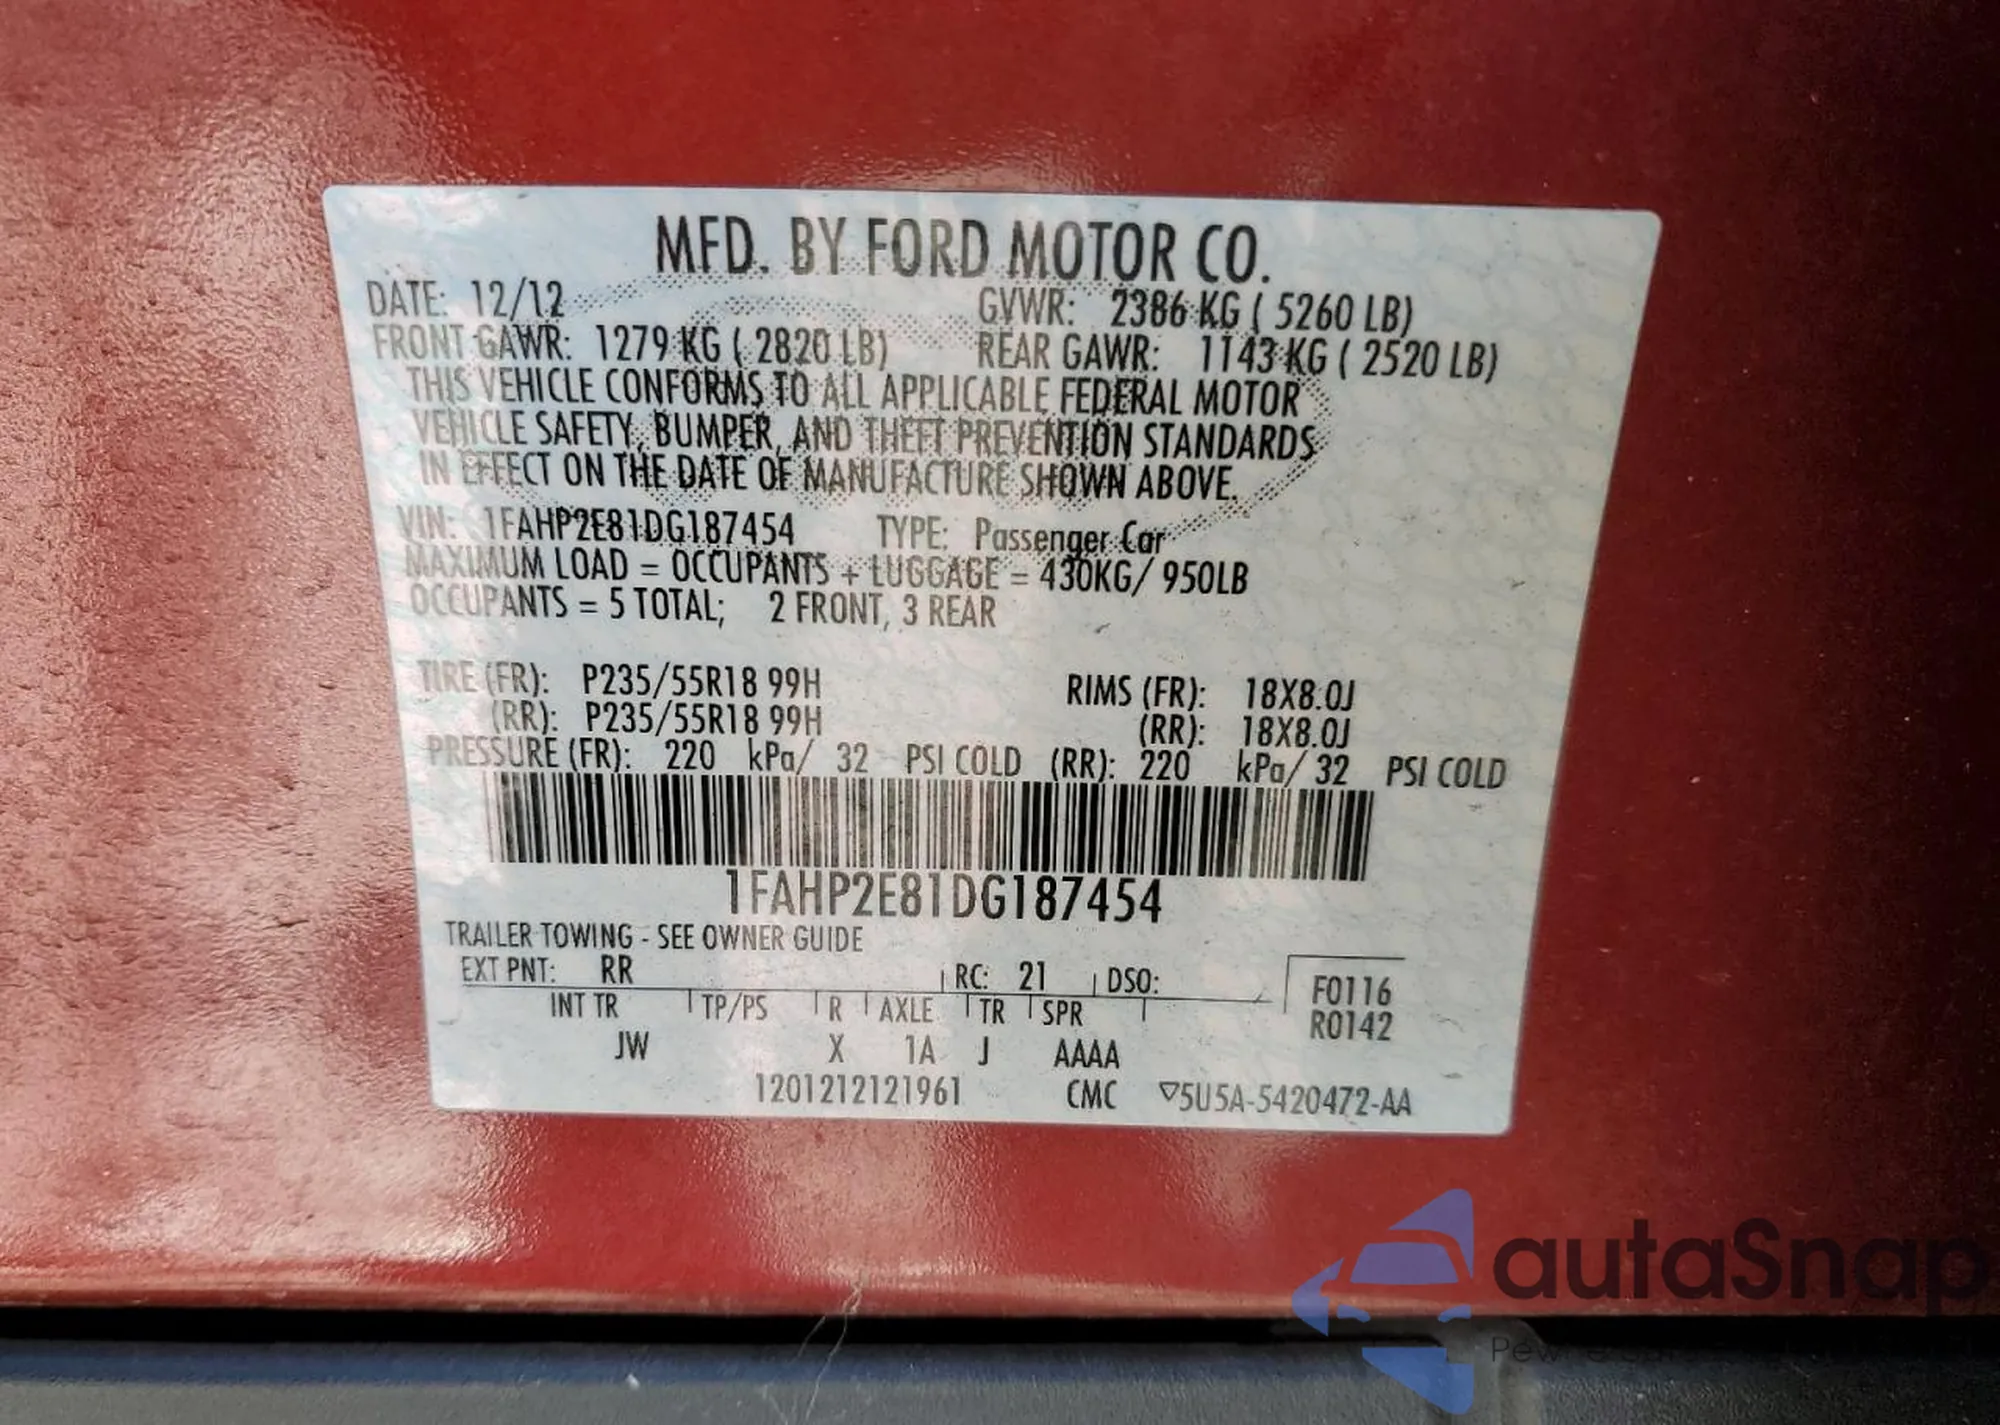 MFD. BY FORD MOTOR CO.
DATE: 12/12 GVWR: 2386 KG ( 5260 LB)
FRONT GAWR: 1279 KG ( 2820 LB) REAR GAWR: 1143 KG ( 2520 LB)
THIS VEHICLE CONFORMS TO ALL APPLICABLE FEDERAL MOTOR
VEHICLE SAFETY, BUMPER, AND THEFT PREVENTION STANDARDS
IN EFFECT ON THE DATE OF MANUFACTURE SHOWN ABOVE.
VIN: 1FAHP2E81DG187454 TYPE: Passenger Car
MAXIMUM LOAD = OCCUPANTS + LUGGAGE = 430KG/ 950LB
OCCUPANTS = 5 TOTAL; 2 FRONT, 3 REAR
TIRE (FR): P235/55R18 99H RIMS (FR): 18X8.0J
(RR): P235/55R18 99H (RR): 18X8.0J
PRESSURE (FR): 220 kPa/ 32 PSI COLD (RR): 220 kPa/ 32 PSI COLD
1FAHP2E81DG187454
TRAILER TOWING - SEE OWNER GUIDE
EXT PNT: RR RC: 21 DSO: F0116
INT TR TP/PS R AXLE TR SPR R0142
JW X 1A J AAAA
1201212121961 CMC ▽5U5A-5420472-AA
autaSnap